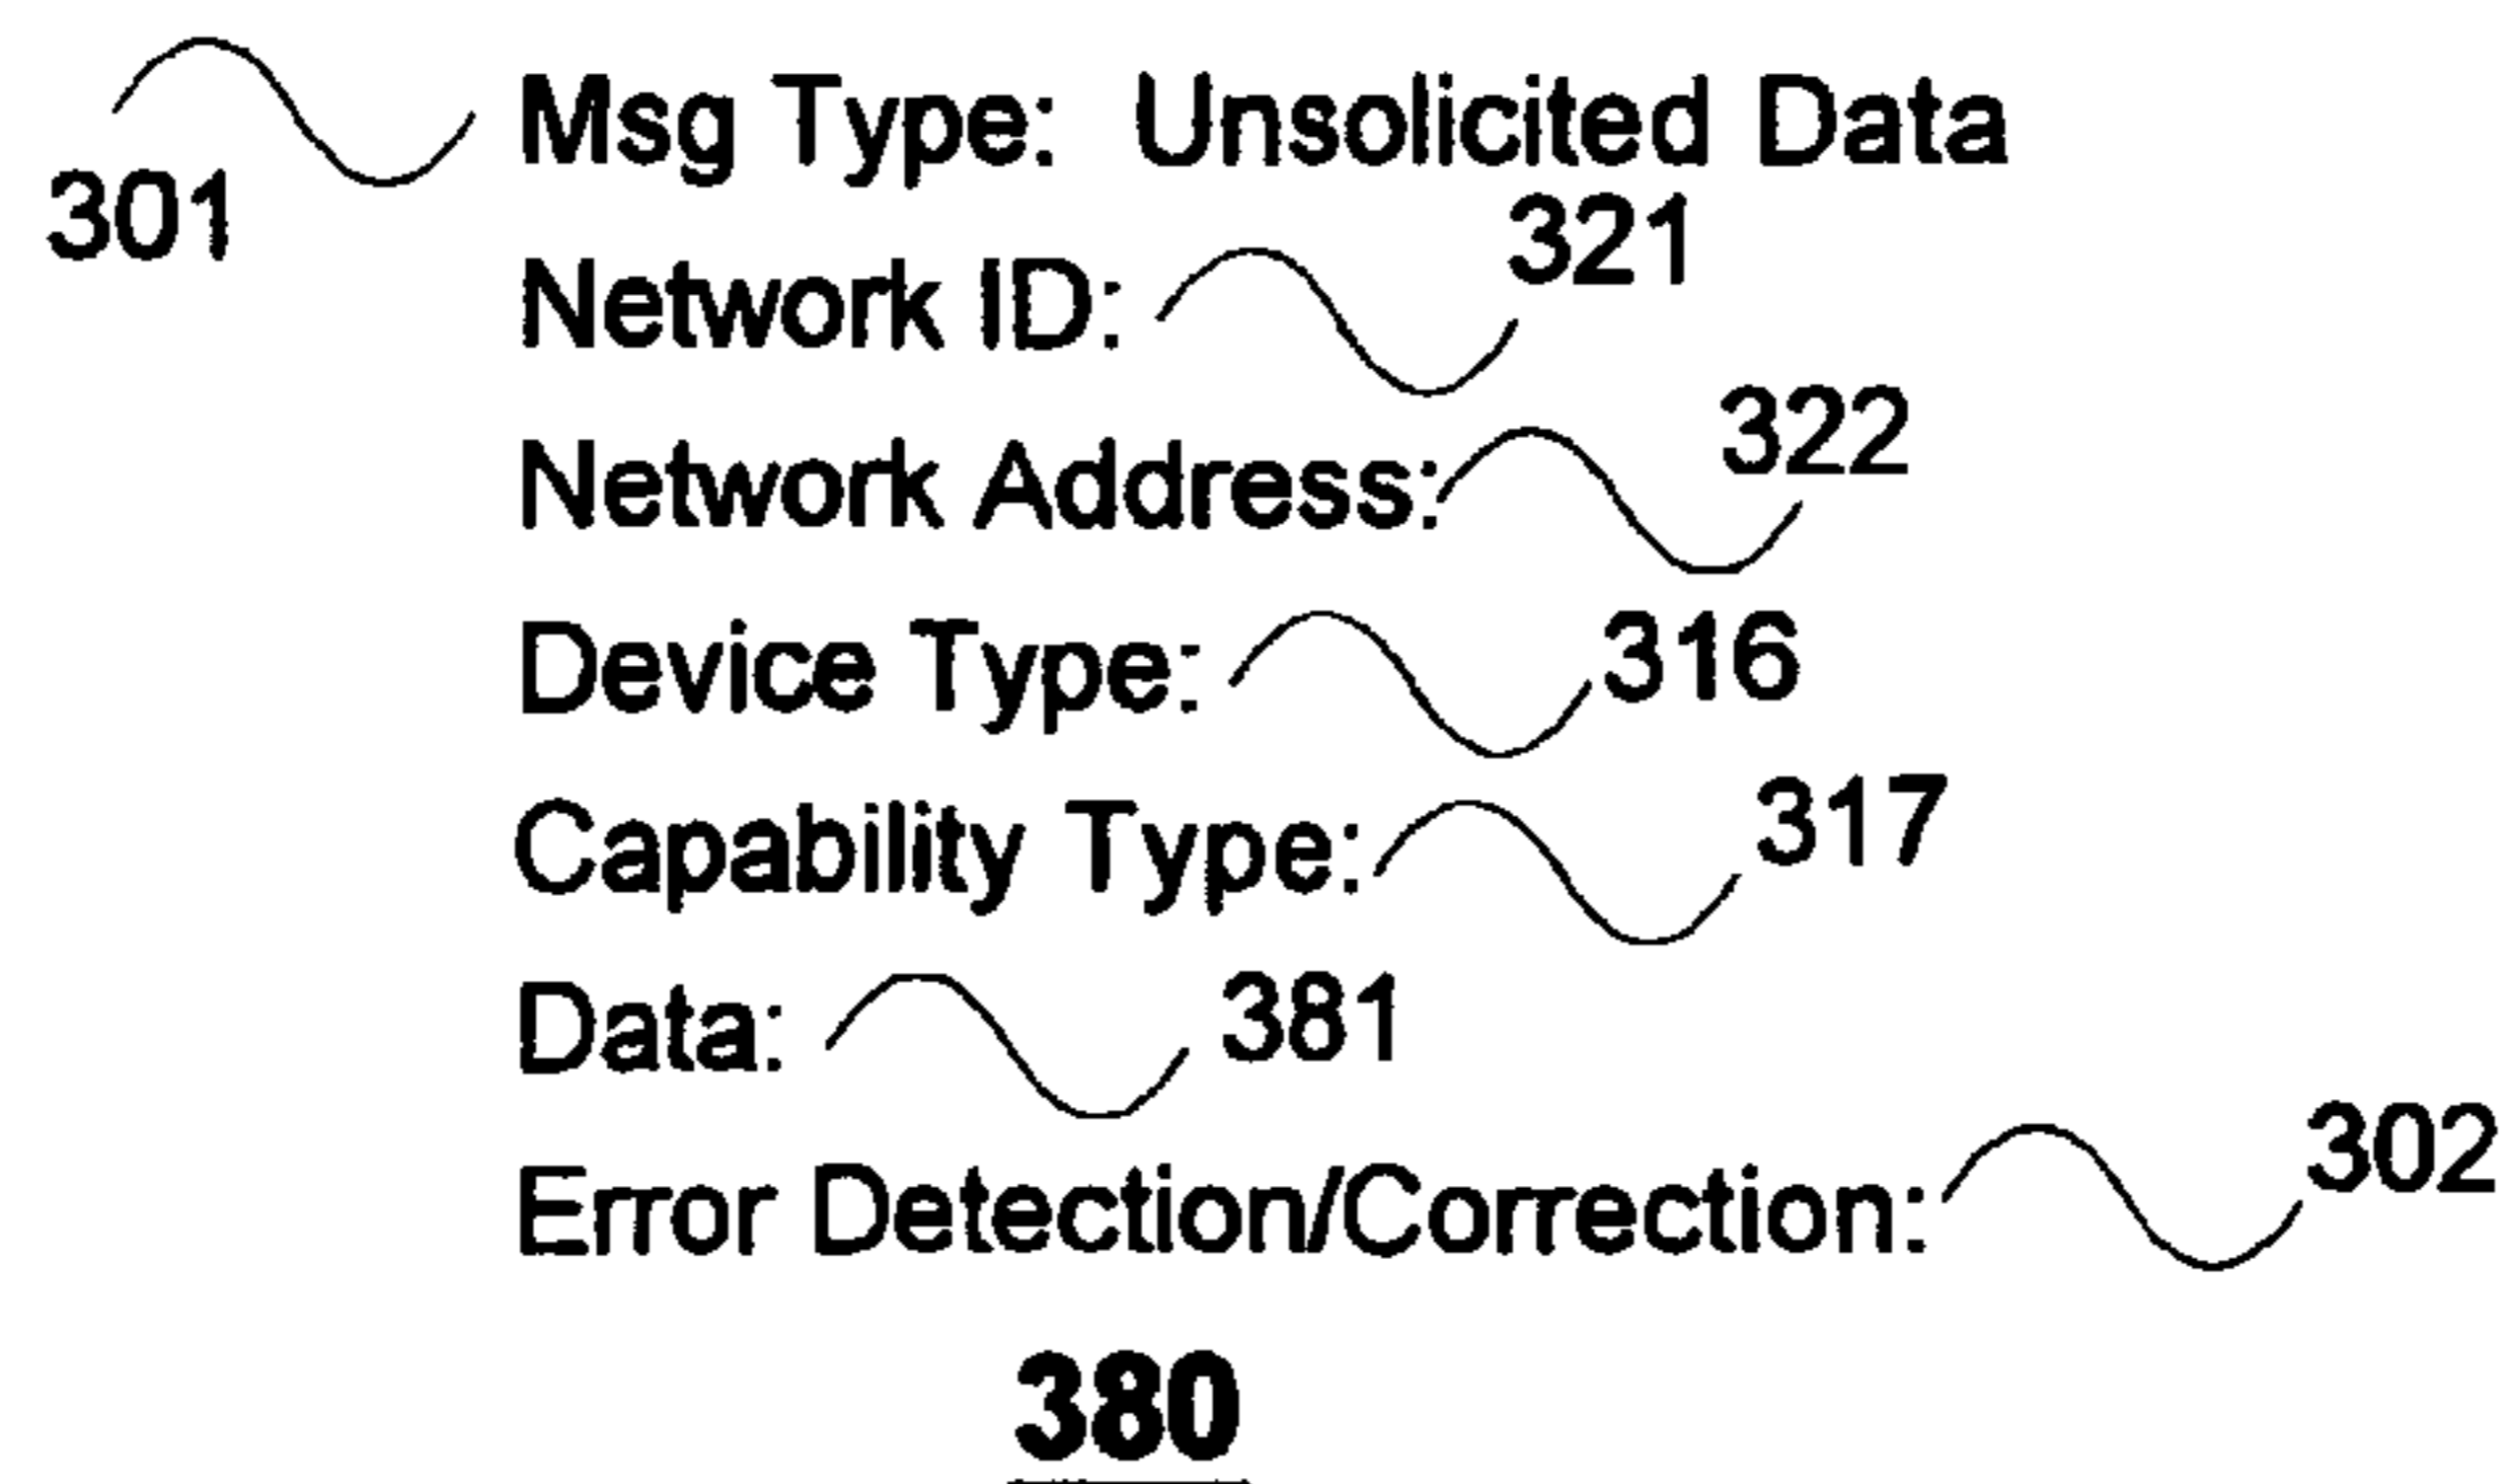 Msg Type: Unsolicited Data
301
321
Network ID:
322
Network Address:
Device Type: 316
Capability Type: 317
Data: 381
Error Detection/Correction: 302
380